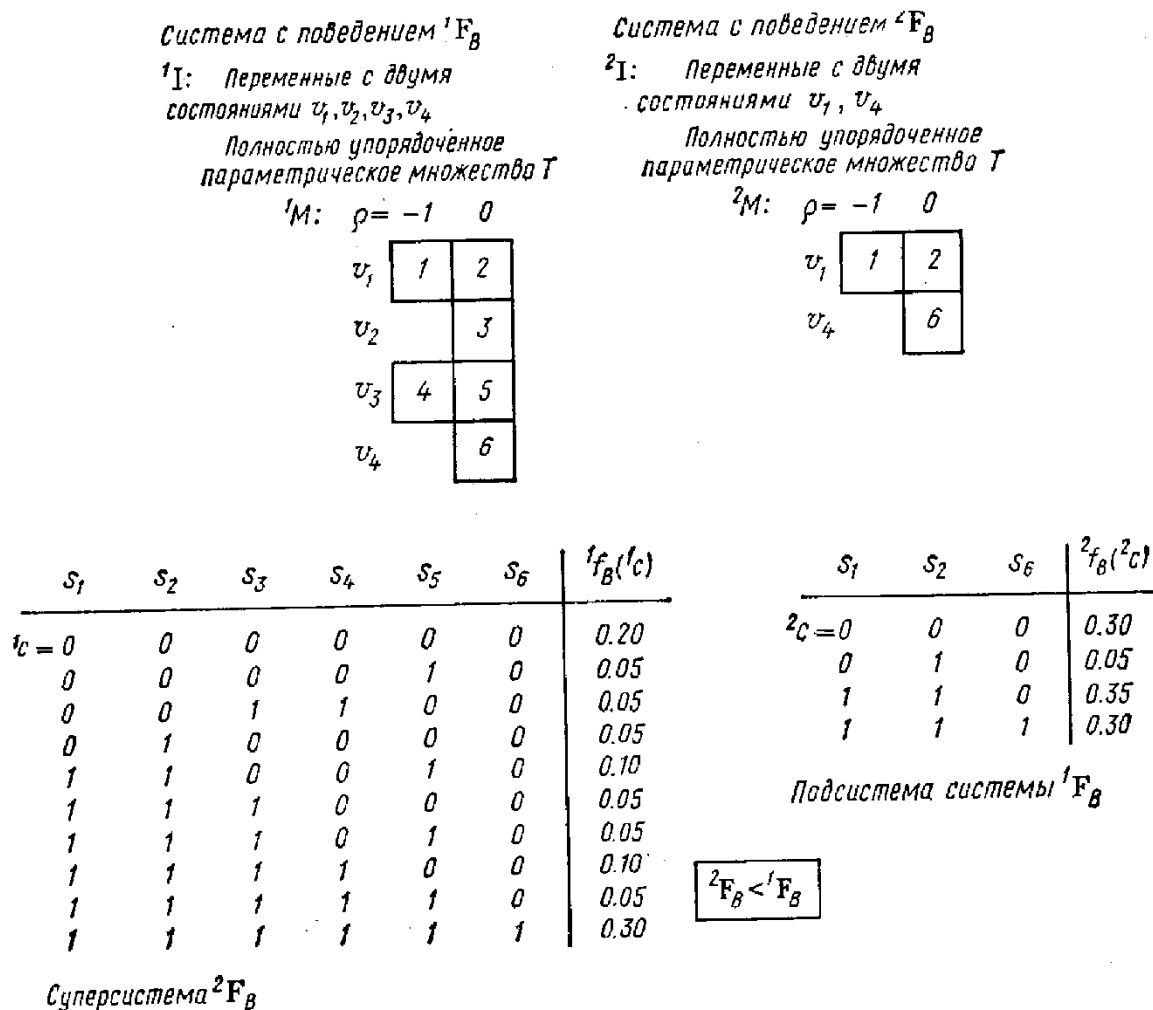 Система с поведением ¹F_B
¹I: Переменные с двумя
состояниями v₁, v₂, v₃, v₄
Полностью упорядоченное
параметрическое множество T
¹M: ρ= −1 0
v₁ 1 2
v₂ 3
v₃ 4 5
v₄ 6
Система с поведением ²F_B
²I: Переменные с двумя
состояниями v₁, v₄
Полностью упорядоченное
параметрическое множество T
²M: ρ= −1 0
v₁ 1 2
v₄ 6
s₁ s₂ s₃ s₄ s₅ s₆ ¹f_B(¹c)
¹c = 0 0 0 0 0 0 0.20
0 0 0 0 1 0 0.05
0 0 1 1 0 0 0.05
0 1 0 0 0 0 0.05
1 1 0 0 1 0 0.10
1 1 1 0 0 0 0.05
1 1 1 0 1 0 0.05
1 1 1 1 0 0 0.10
1 1 1 1 1 0 0.05
1 1 1 1 1 1 0.30
Суперсистема ²F_B
s₁ s₂ s₆ ²f_B(²c)
²c = 0 0 0 0.30
0 1 0 0.05
1 1 0 0.35
1 1 1 0.30
Подсистема системы ¹F_B
²F_B < ¹F_B